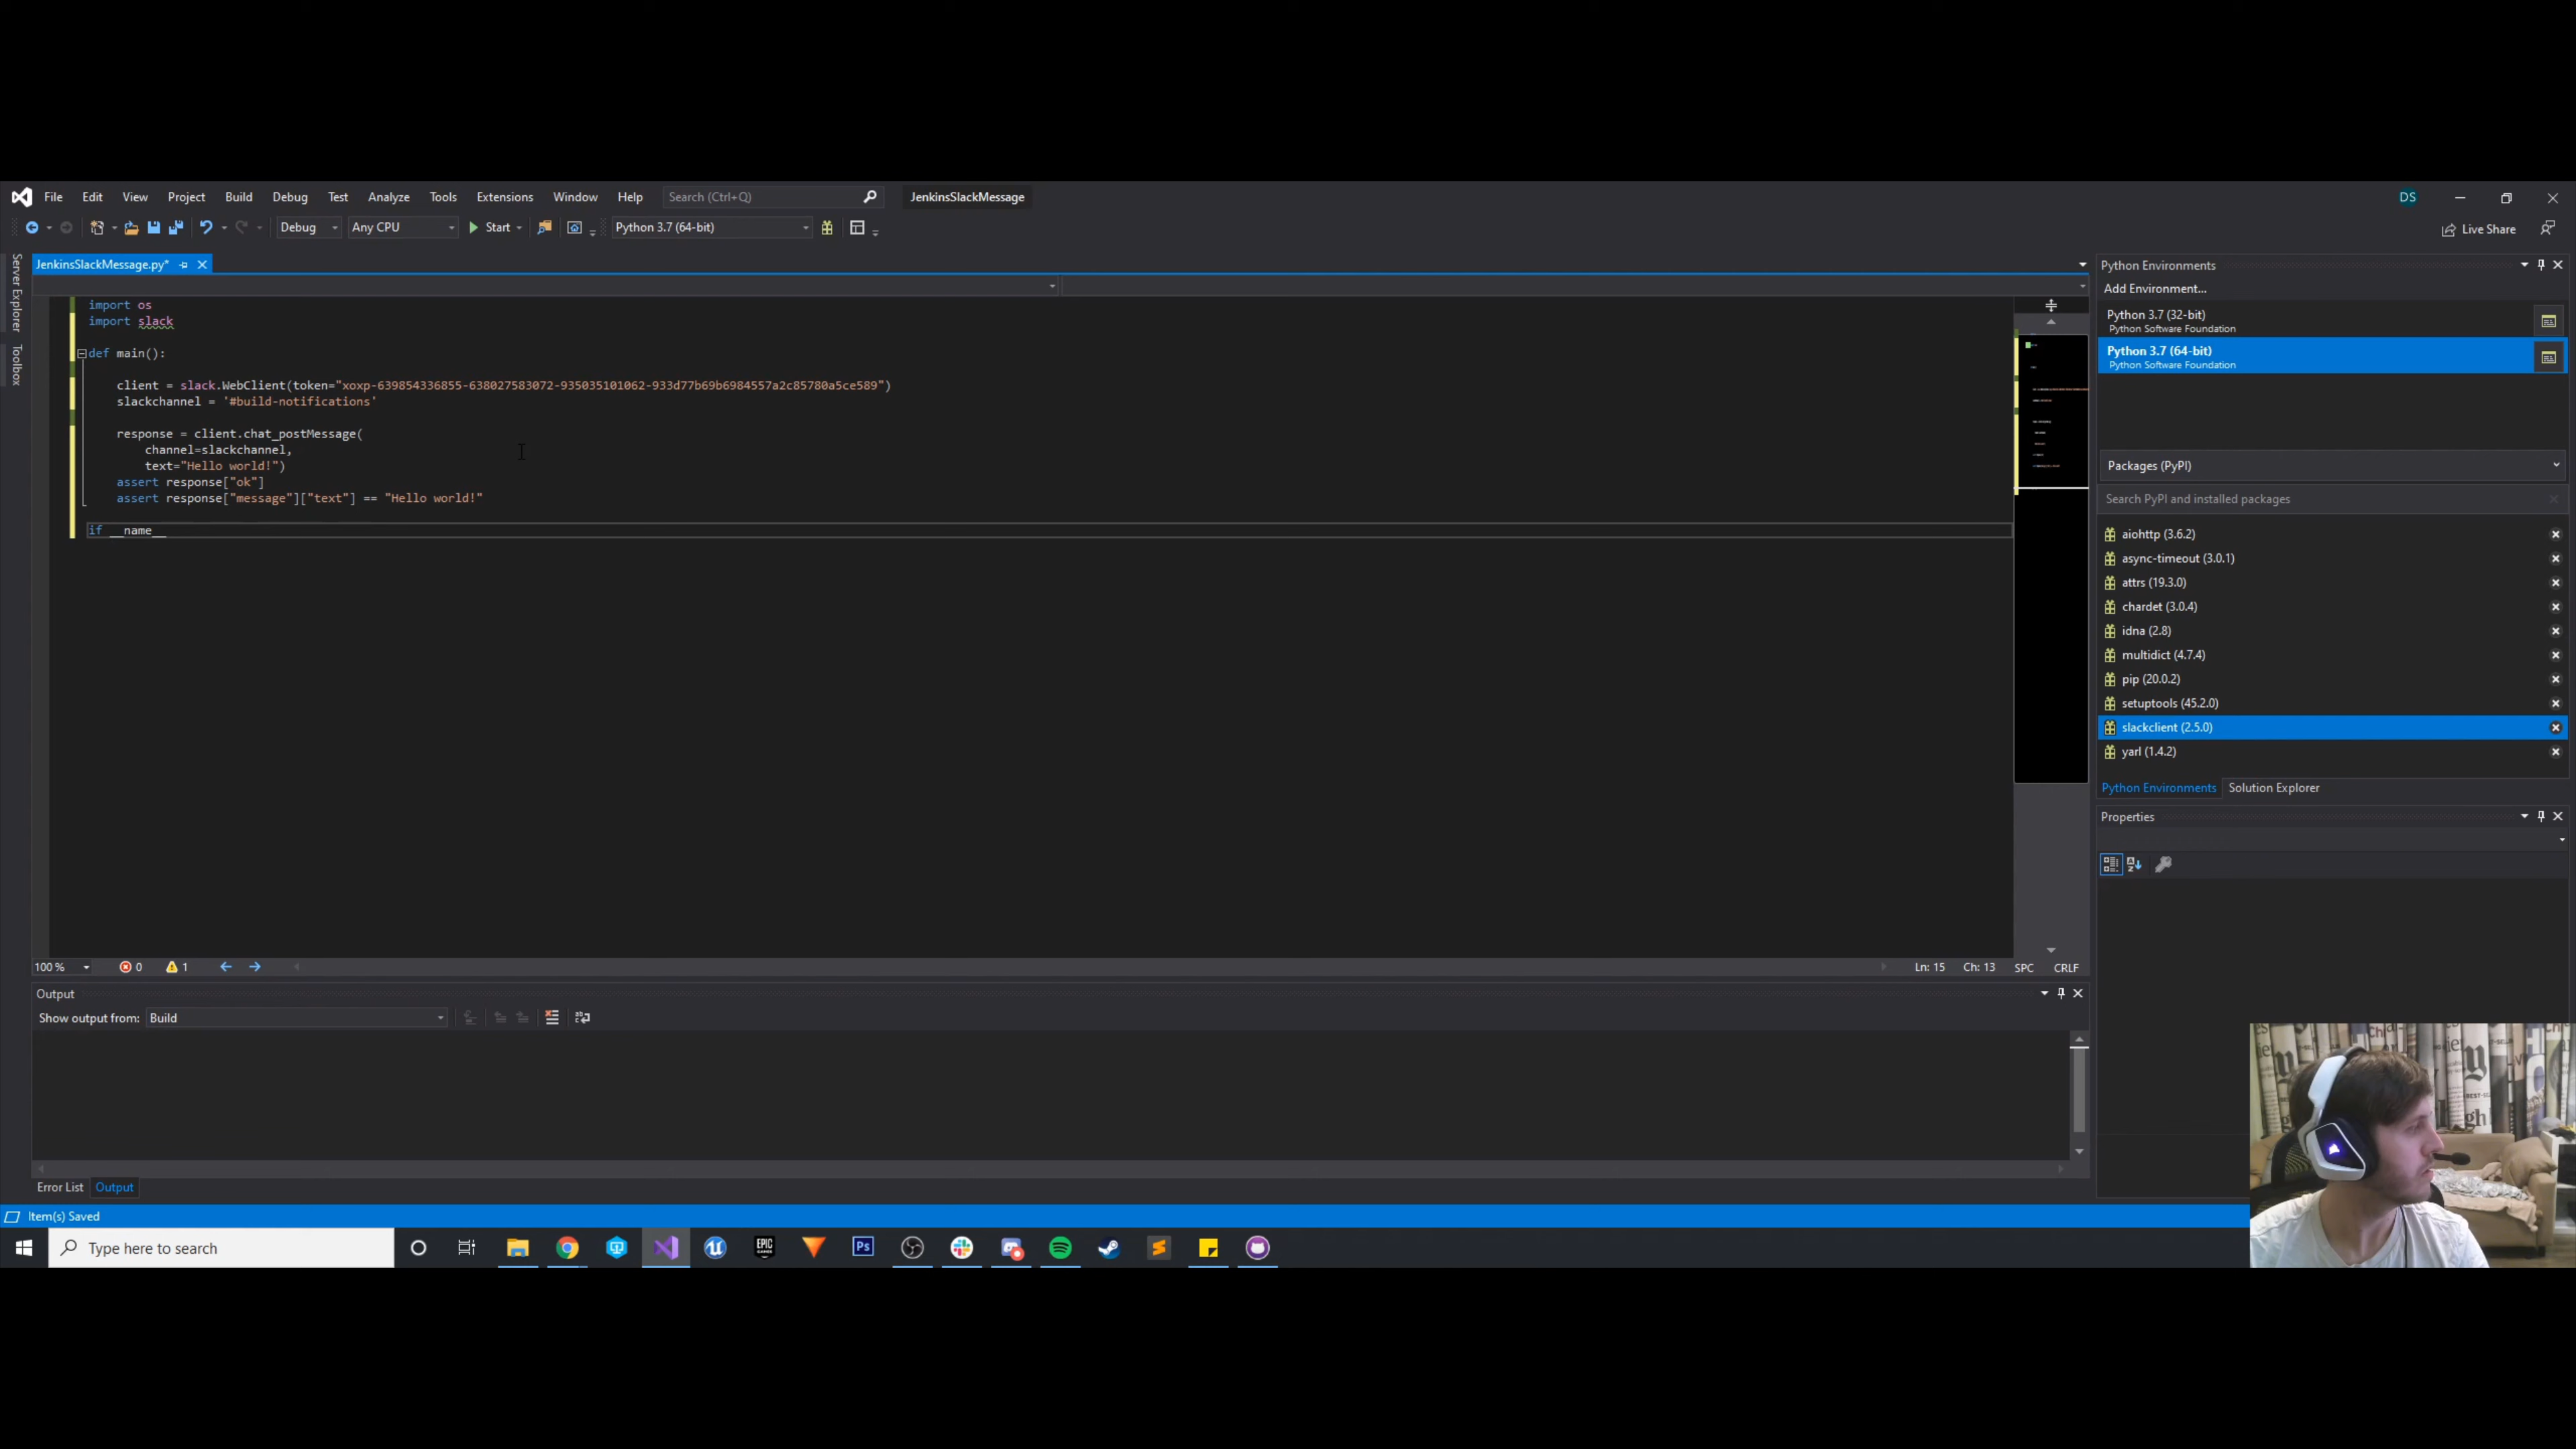 File Edit View Project Build Debug Test Analyze Tools Extensions Window Help Search (Ctrl+Q) JenkinsSlackMessage DS
Debug Any CPU Start Python 3.7 (64-bit) Live Share
Server Explorer
Toolbox
JenkinsSlackMessage.py*
import os
import slack
def main():
client = slack.WebClient(token="xoxp-639854336855-638027583072-935035101062-933d77b69b6984557a2c85780a5ce589")
slackchannel = '#build-notifications'
response = client.chat_postMessage(
channel=slackchannel,
text="Hello world!")
assert response["ok"]
assert response["message"]["text"] == "Hello world!"
if __name__
100 % 0 1 Ln: 15 Ch: 13 SPC CRLF
Output
Show output from: Build
Error List Output
Python Environments
Add Environment...
Python 3.7 (32-bit)
Python Software Foundation
Python 3.7 (64-bit)
Python Software Foundation
Packages (PyPI)
Search PyPI and installed packages
aiohttp (3.6.2)
async-timeout (3.0.1)
attrs (19.3.0)
chardet (3.0.4)
idna (2.8)
multidict (4.7.4)
pip (20.0.2)
setuptools (45.2.0)
slackclient (2.5.0)
yarl (1.4.2)
Python Environments Solution Explorer
Properties
Item(s) Saved
Type here to search
Ps
EPIC GAMES